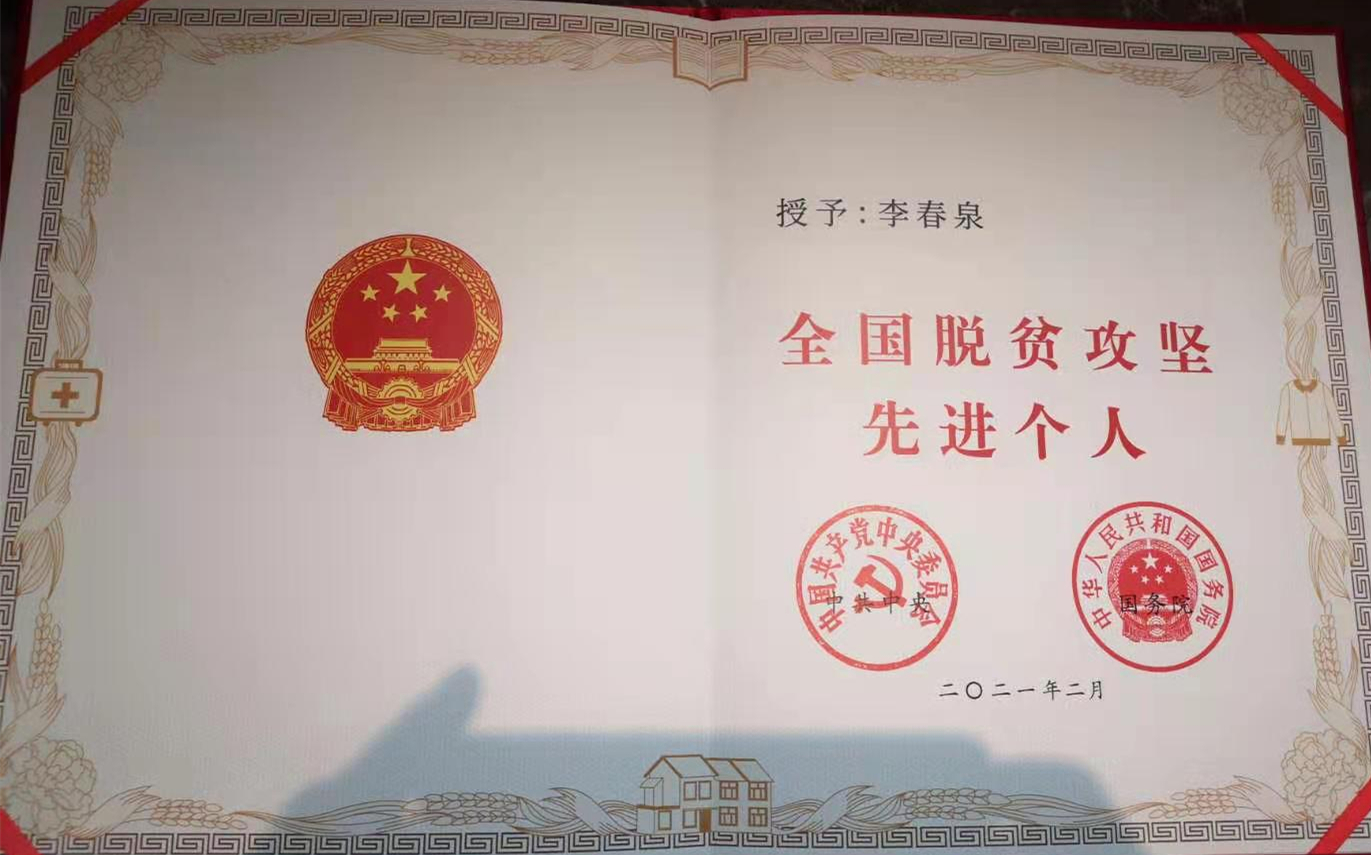 授予:李春泉
全国脱贫攻坚
先进个人
中国共产党中央委员会
中共中央
中华人民共和国国务院
国务院
二〇二一年二月